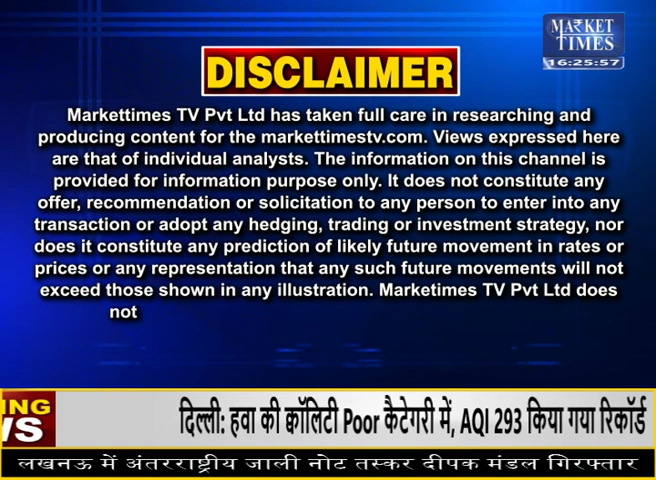 MARKET
TIMES
16:25:57
DISCLAIMER
Markettimes TV Pvt Ltd has taken full care in researching and
producing content for the markettimestv.com. Views expressed here
are that of individual analysts. The information on this channel is
provided for information purpose only. It does not constitute any
offer, recommendation or solicitation to any person to enter into any
transaction or adopt any hedging, trading or investment strategy, nor
does it constitute any prediction of likely future movement in rates or
prices or any representation that any such future movements will not
exceed those shown in any illustration. Marketimes TV Pvt Ltd does
not
ING
WS
दिल्ली: हवा की क्वॉलिटी Poor कैटेगरी में, AQI 293 किया गया रिकॉर्ड
लखनऊ में अंतरराष्ट्रीय जाली नोट तस्कर दीपक मंडल गिरफ्तार